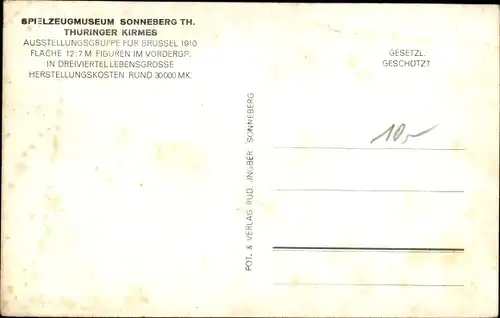 SPIELZEUGMUSEUM SONNEBERG TH.
THÜRINGER KIRMES
AUSSTELLUNGSGRUPPE FÜR BRÜSSEL 1910
FLÄCHE 12:7 M FIGUREN IM VORDERGR.
IN DREIVIERTEL LEBENSGRÖSSE
HERSTELLUNGSKOSTEN RUND 30000 MK.
GESETZL.
GESCHÜTZT
10,-
FOT. & VERLAG RUD. JNGBER SONNEBERG